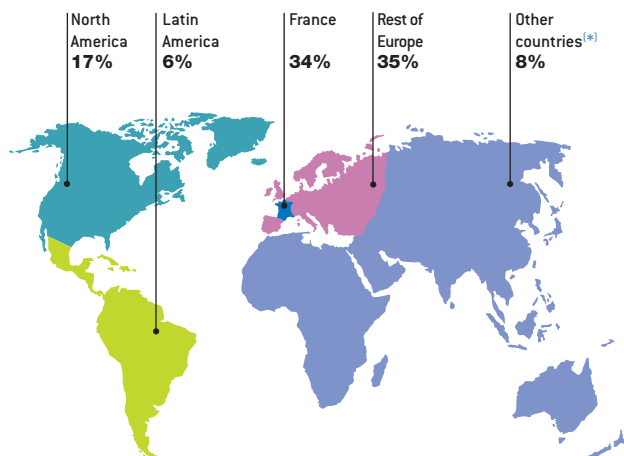 North
America
17%
Latin
America
6%
France
34%
Rest of
Europe
35%
Other
countries(*)
8%